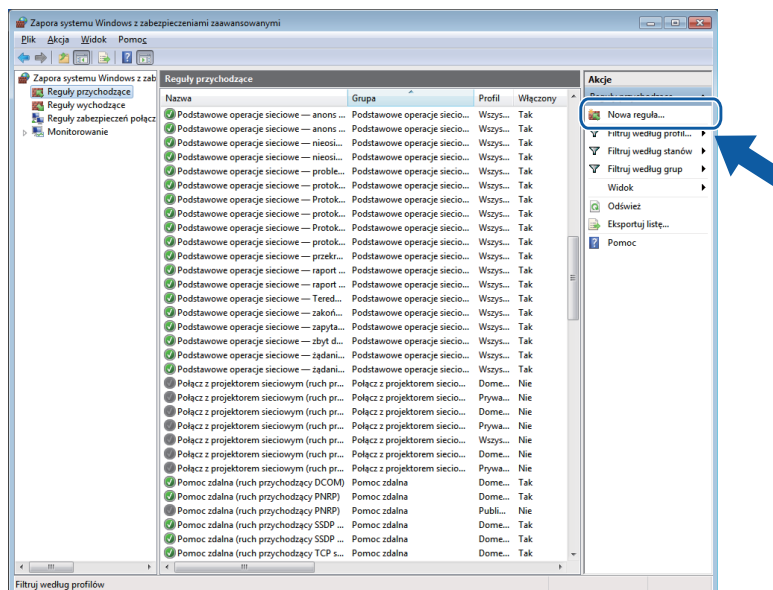 Zapora systemu Windows z zabezpieczeniami zaawansowanymi
Plik Akcja Widok Pomoc
Zapora systemu Windows z zab
Reguły przychodzące
Reguły wychodzące
Reguły zabezpieczeń połącz
Monitorowanie
Reguły przychodzące
Nazwa Grupa Profil Włączony
Podstawowe operacje sieciowe — anons ... Podstawowe operacje siecio... Wszys... Tak
Podstawowe operacje sieciowe — anons ... Podstawowe operacje siecio... Wszys... Tak
Podstawowe operacje sieciowe — nieosi... Podstawowe operacje siecio... Wszys... Tak
Podstawowe operacje sieciowe — nieosi... Podstawowe operacje siecio... Wszys... Tak
Podstawowe operacje sieciowe — proble... Podstawowe operacje siecio... Wszys... Tak
Podstawowe operacje sieciowe — protok... Podstawowe operacje siecio... Wszys... Tak
Podstawowe operacje sieciowe — Protok... Podstawowe operacje siecio... Wszys... Tak
Podstawowe operacje sieciowe — protok... Podstawowe operacje siecio... Wszys... Tak
Podstawowe operacje sieciowe — Protok... Podstawowe operacje siecio... Wszys... Tak
Podstawowe operacje sieciowe — protok... Podstawowe operacje siecio... Wszys... Tak
Podstawowe operacje sieciowe — przekr... Podstawowe operacje siecio... Wszys... Tak
Podstawowe operacje sieciowe — raport ... Podstawowe operacje siecio... Wszys... Tak
Podstawowe operacje sieciowe — raport ... Podstawowe operacje siecio... Wszys... Tak
Podstawowe operacje sieciowe — Tered... Podstawowe operacje siecio... Wszys... Tak
Podstawowe operacje sieciowe — zakoń... Podstawowe operacje siecio... Wszys... Tak
Podstawowe operacje sieciowe — zapyta... Podstawowe operacje siecio... Wszys... Tak
Podstawowe operacje sieciowe — zbyt d... Podstawowe operacje siecio... Wszys... Tak
Podstawowe operacje sieciowe — żądani... Podstawowe operacje siecio... Wszys... Tak
Podstawowe operacje sieciowe — żądani... Podstawowe operacje siecio... Wszys... Tak
Połącz z projektorem sieciowym (ruch pr... Połącz z projektorem siecio... Dome... Nie
Połącz z projektorem sieciowym (ruch pr... Połącz z projektorem siecio... Prywa... Nie
Połącz z projektorem sieciowym (ruch pr... Połącz z projektorem siecio... Dome... Nie
Połącz z projektorem sieciowym (ruch pr... Połącz z projektorem siecio... Prywa... Nie
Połącz z projektorem sieciowym (ruch pr... Połącz z projektorem siecio... Wszys... Nie
Połącz z projektorem sieciowym (ruch pr... Połącz z projektorem siecio... Dome... Nie
Połącz z projektorem sieciowym (ruch pr... Połącz z projektorem siecio... Prywa... Nie
Pomoc zdalna (ruch przychodzący DCOM) Pomoc zdalna Dome... Tak
Pomoc zdalna (ruch przychodzący PNRP) Pomoc zdalna Dome... Tak
Pomoc zdalna (ruch przychodzący PNRP) Pomoc zdalna Publi... Nie
Pomoc zdalna (ruch przychodzący SSDP ... Pomoc zdalna Dome... Tak
Pomoc zdalna (ruch przychodzący SSDP ... Pomoc zdalna Dome... Tak
Pomoc zdalna (ruch przychodzący TCP s... Pomoc zdalna Dome... Tak
Akcje
Reguły przychodzące
Nowa reguła...
Filtruj według profil...
Filtruj według stanów
Filtruj według grup
Widok
Odśwież
Eksportuj listę...
Pomoc
Filtruj według profilów